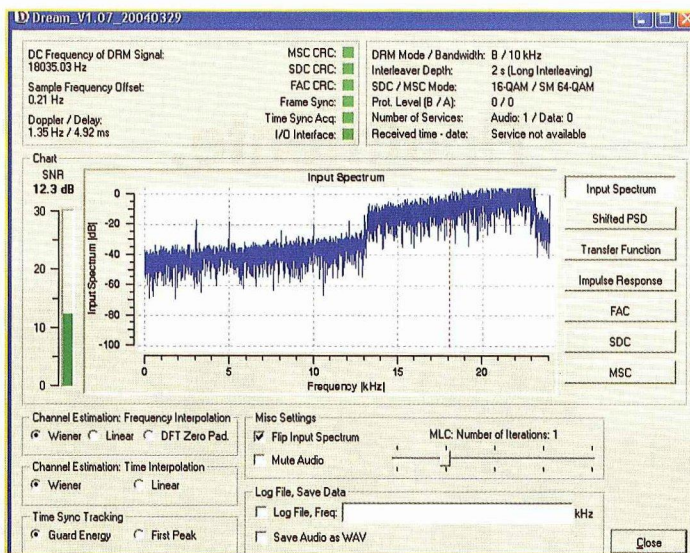 Dream_V1.07_20040329
DC Frequency of DRM Signal:
18035.03 Hz
Sample Frequency Offset:
0.21 Hz
Doppler / Delay:
1.35 Hz / 4.92 ms
MSC CRC:
SDC CRC:
FAC CRC:
Frame Sync:
Time Sync Acq:
I/O Interface:
DRM Mode / Bandwidth: B / 10 kHz
Interleaver Depth: 2 s (Long Interleaving)
SDC / MSC Mode: 16-QAM / SM 64-QAM
Prot. Level (B / A): 0 / 0
Number of Services: Audio: 1 / Data: 0
Received time - date: Service not available
Chart
SNR
12.3 dB
30
20
10
0
Input Spectrum
Input Spectrum [dB]
0
-20
-40
-60
-80
-100
0 5 10 15 20
Frequency [kHz]
Input Spectrum
Shifted PSD
Transfer Function
Impulse Response
FAC
SDC
MSC
Channel Estimation: Frequency Interpolation
Wiener Linear DFT Zero Pad.
Channel Estimation: Time Interpolation
Wiener Linear
Time Sync Tracking
Guard Energy First Peak
Misc Settings
Flip Input Spectrum
Mute Audio
MLC: Number of Iterations: 1
Log File, Save Data
Log File, Freq: kHz
Save Audio as WAV
Close